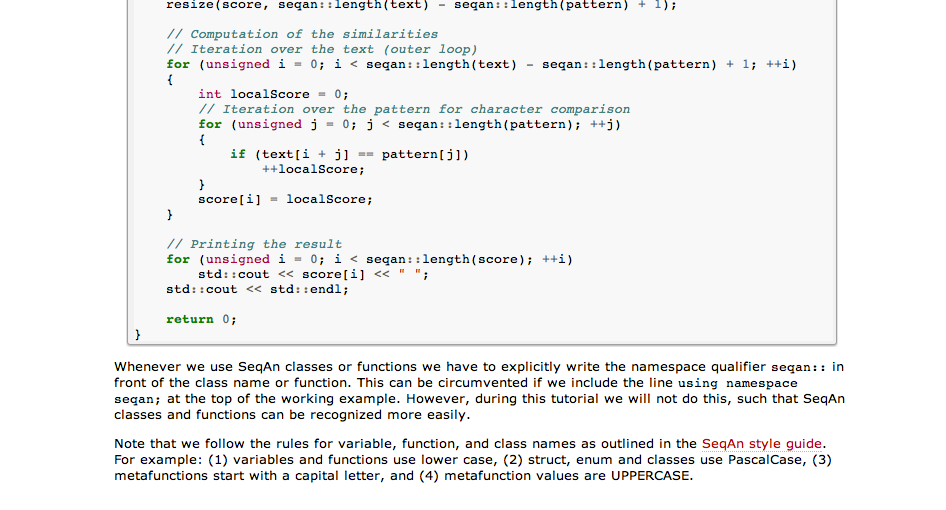 resize(score, seqan::length(text) - seqan::length(pattern) + 1);
// Computation of the similarities
// Iteration over the text (outer loop)
for (unsigned i = 0; i < seqan::length(text) - seqan::length(pattern) + 1; ++i)
{
int localScore = 0;
// Iteration over the pattern for character comparison
for (unsigned j = 0; j < seqan::length(pattern); ++j)
{
if (text[i + j] == pattern[j])
++localScore;
}
score[i] = localScore;
}
// Printing the result
for (unsigned i = 0; i < seqan::length(score); ++i)
std::cout << score[i] << " ";
std::cout << std::endl;
return 0;
}
Whenever we use SeqAn classes or functions we have to explicitly write the namespace qualifier seqan:: in
front of the class name or function. This can be circumvented if we include the line using namespace
seqan; at the top of the working example. However, during this tutorial we will not do this, such that SeqAn
classes and functions can be recognized more easily.
Note that we follow the rules for variable, function, and class names as outlined in the SeqAn style guide.
For example: (1) variables and functions use lower case, (2) struct, enum and classes use PascalCase, (3)
metafunctions start with a capital letter, and (4) metafunction values are UPPERCASE.